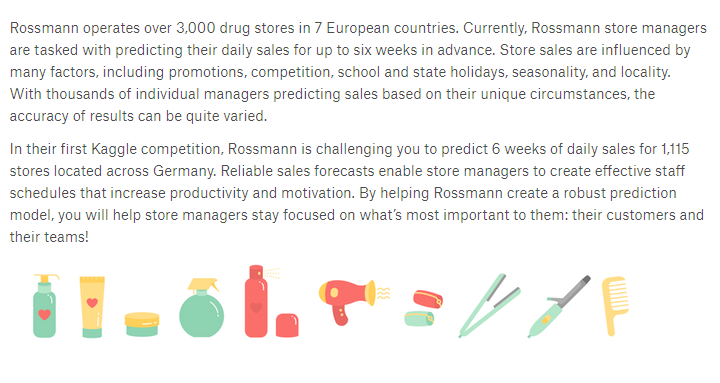 Rossmann operates over 3,000 drug stores in 7 European countries. Currently, Rossmann store managers
are tasked with predicting their daily sales for up to six weeks in advance. Store sales are influenced by
many factors, including promotions, competition, school and state holidays, seasonality, and locality.
With thousands of individual managers predicting sales based on their unique circumstances, the
accuracy of results can be quite varied.
In their first Kaggle competition, Rossmann is challenging you to predict 6 weeks of daily sales for 1,115
stores located across Germany. Reliable sales forecasts enable store managers to create effective staff
schedules that increase productivity and motivation. By helping Rossmann create a robust prediction
model, you will help store managers stay focused on what's most important to them: their customers and
their teams!